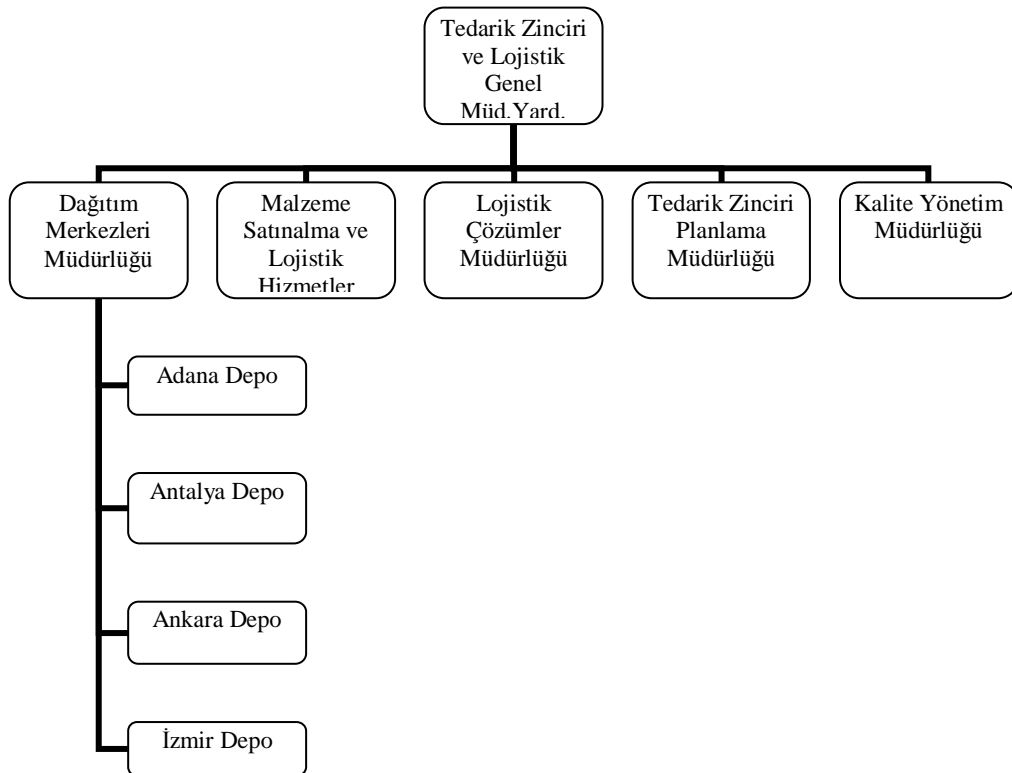 Tedarik Zinciri
ve Lojistik
Genel
Müd.Yard.
Dağıtım
Merkezleri
Müdürlüğü
Malzeme
Satınalma ve
Lojistik
Hizmetler
Lojistik
Çözümler
Müdürlüğü
Tedarik Zinciri
Planlama
Müdürlüğü
Kalite Yönetim
Müdürlüğü
Adana Depo
Antalya Depo
Ankara Depo
İzmir Depo